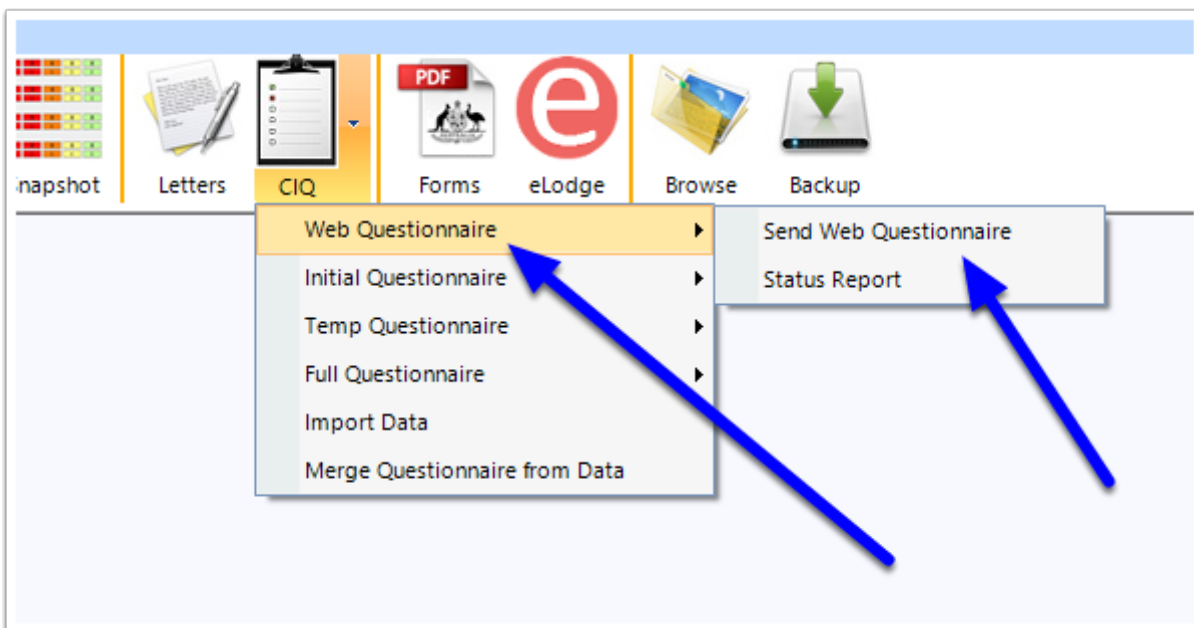 PDF
AUSTRALIA
e
napshot
Letters
CIQ
Forms
eLodge
Browse
Backup
Web Questionnaire
Send Web Questionnaire
Initial Questionnaire
Status Report
Temp Questionnaire
Full Questionnaire
Import Data
Merge Questionnaire from Data